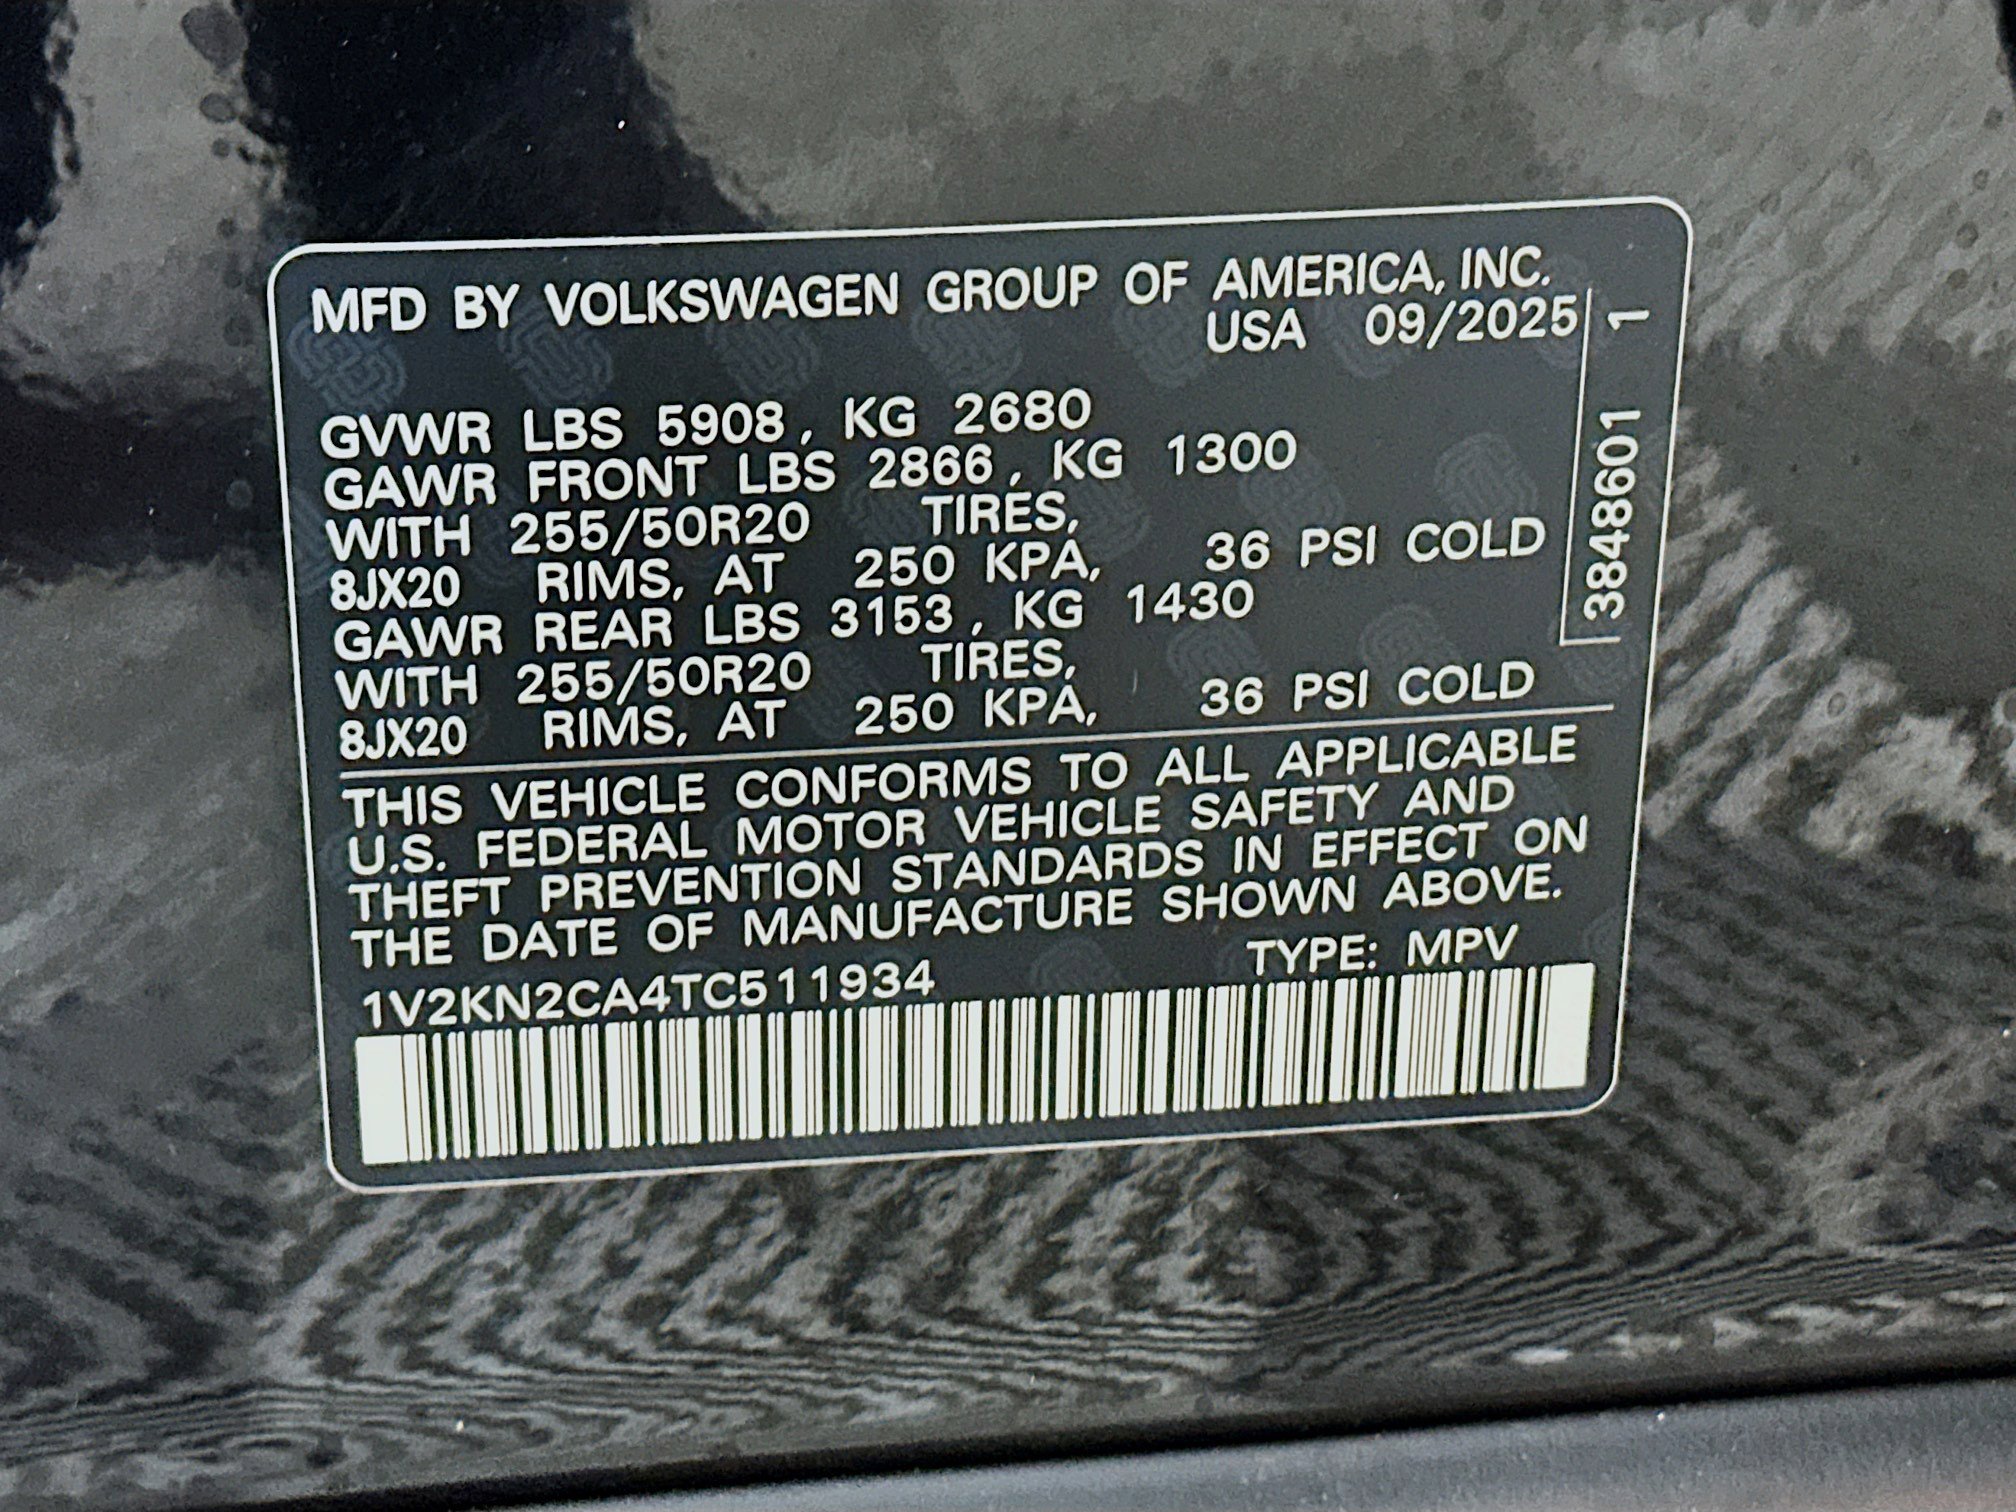 MFD BY VOLKSWAGEN GROUP OF AMERICA, INC.
USA 09/2025
GVWR LBS 5908, KG 2680
GAWR FRONT LBS 2866, KG 1300
WITH 255/50R20 TIRES,
8JX20 RIMS, AT 250 KPA, 36 PSI COLD
GAWR REAR LBS 3153, KG 1430
WITH 255/50R20 TIRES,
8JX20 RIMS, AT 250 KPA, 36 PSI COLD
THIS VEHICLE CONFORMS TO ALL APPLICABLE
U.S. FEDERAL MOTOR VEHICLE SAFETY AND
THEFT PREVENTION STANDARDS IN EFFECT ON
THE DATE OF MANUFACTURE SHOWN ABOVE.
TYPE: MPV
1V2KN2CA4TC511934
3848601 1